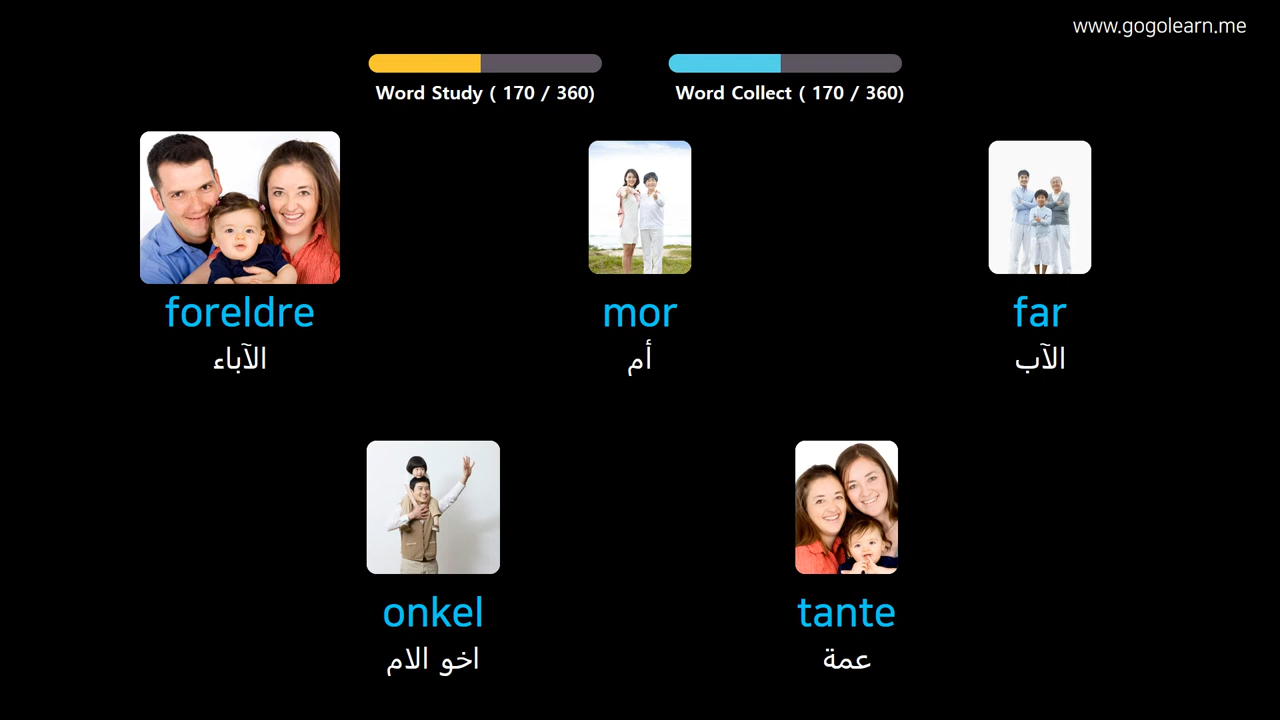 www.gogolearn.me
Word Study ( 170 / 360)
Word Collect ( 170 / 360)
foreldre
الآباء
mor
أم
far
الآب
onkel
اخو الام
tante
عمة